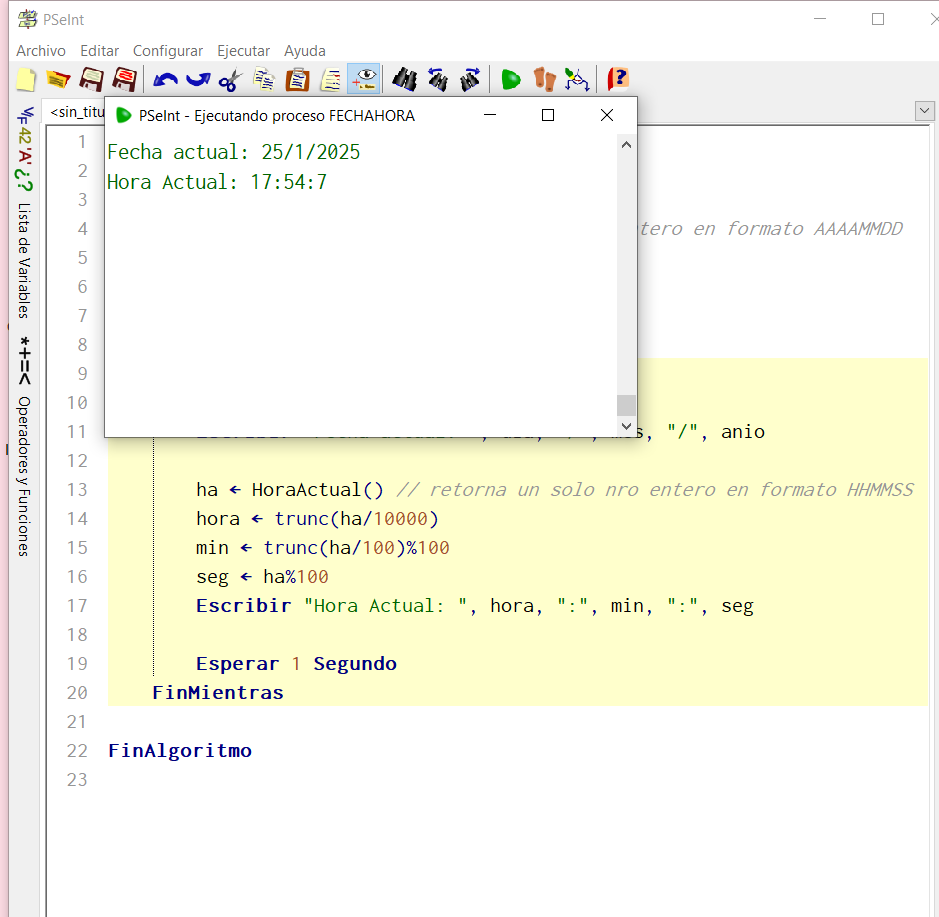 PSeInt
Archivo Editar Configurar Ejecutar Ayuda
<sin_titu
PSeInt - Ejecutando proceso FECHAHORA
Fecha actual: 25/1/2025
Hora Actual: 17:54:7
Lista de Variables
*+=<
Operadores y Funciones
1
2
3
4 tero en formato AAAAMMDD
5
6
7
8
9
10
11 "/", anio
12
13 ha ← HoraActual() // retorna un solo nro entero en formato HHMMSS
14 hora ← trunc(ha/10000)
15 min ← trunc(ha/100)%100
16 seg ← ha%100
17 Escribir "Hora Actual: ", hora, ":", min, ":", seg
18
19 Esperar 1 Segundo
20 FinMientras
21
22 FinAlgoritmo
23